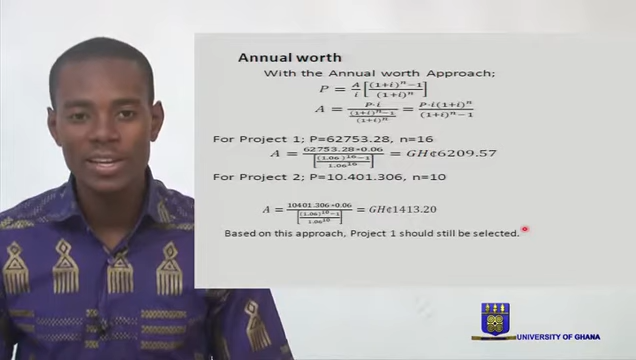 Annual worth
With the Annual worth Approach;
P = A/i [((1+i)^n−1)/(1+i)^n]
A = P·i/(((1+i)^n−1)/(1+i)^n) = P·i(1+i)^n/((1+i)^n−1)
For Project 1; P=62753.28, n=16
A = 62753.28*0.06/[((1.06)^16−1)/1.06^16] = GH₵6209.57
For Project 2; P=10.401.306, n=10
A = 10401.306*0.06/[((1.06)^10−1)/1.06^10] = GH₵1413.20
Based on this approach, Project 1 should still be selected.
UNIVERSITY OF GHANA